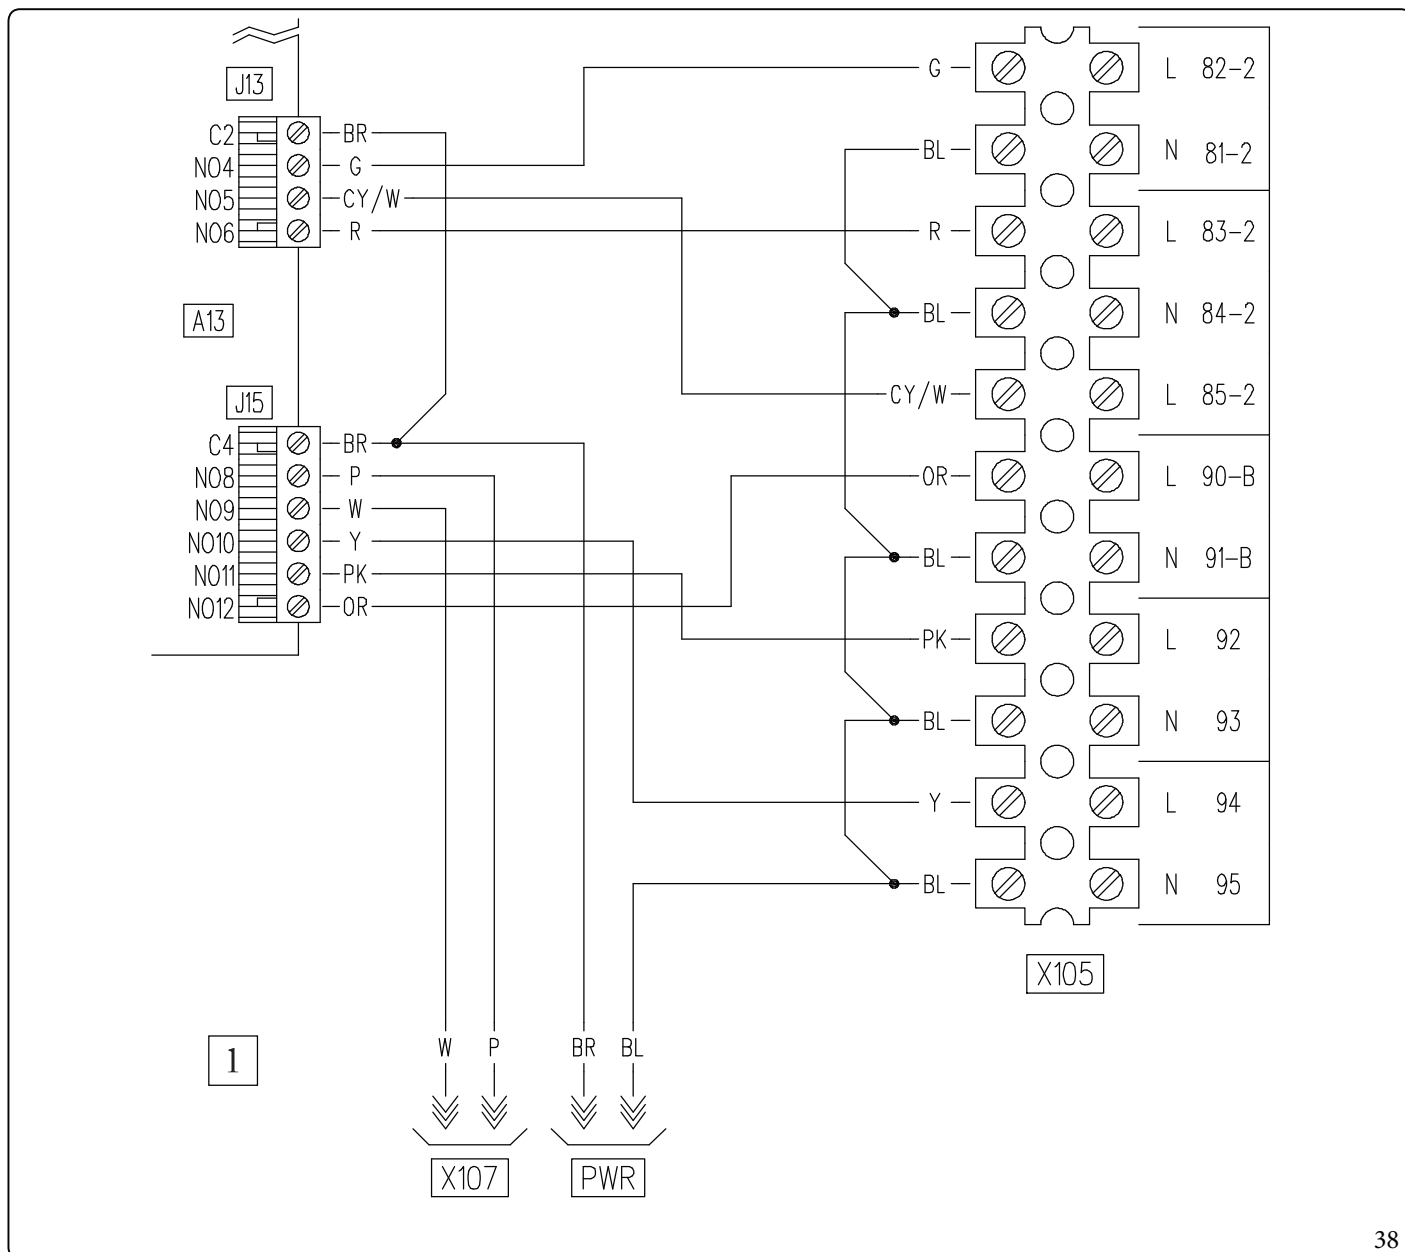 J13
C2 BR
NO4 G
NO5 CY/W
NO6 R
A13
J15
C4 BR
NO8 P
NO9 W
NO10 Y
NO11 PK
NO12 OR
G L 82-2
BL N 81-2
R L 83-2
BL N 84-2
CY/W L 85-2
OR L 90-B
BL N 91-B
PK L 92
BL N 93
Y L 94
BL N 95
X105
1
W P BR BL
X107 PWR
38